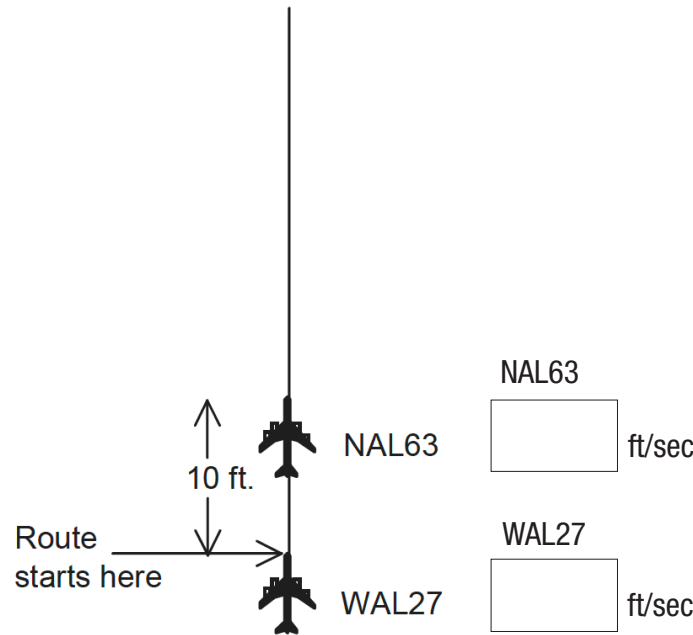 NAL63
NAL63
ft/sec
10 ft.
WAL27
Route
starts here
WAL27
ft/sec